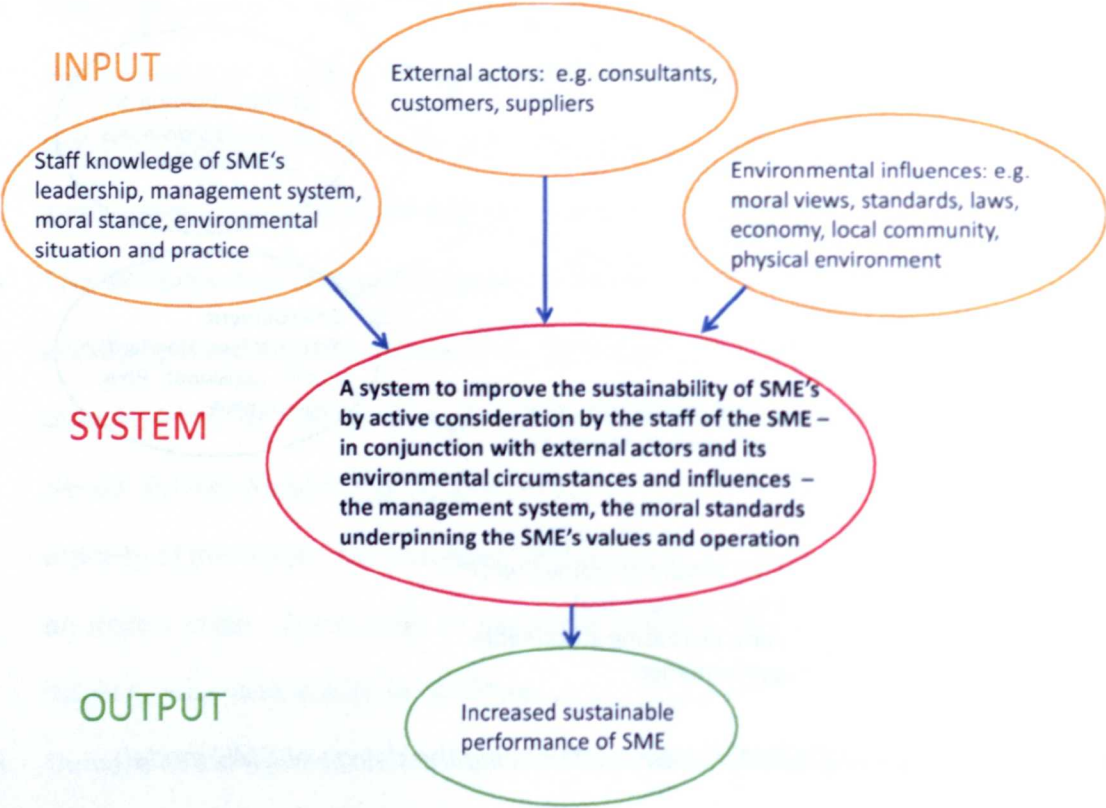 INPUT
External actors: e.g. consultants,
customers, suppliers
Staff knowledge of SME's
leadership, management system,
moral stance, environmental
situation and practice
Environmental influences: e.g.
moral views, standards, laws,
economy, local community,
physical environment
SYSTEM
A system to improve the sustainability of SME's
by active consideration by the staff of the SME –
in conjunction with external actors and its
environmental circumstances and influences –
the management system, the moral standards
underpinning the SME's values and operation
OUTPUT
Increased sustainable
performance of SME